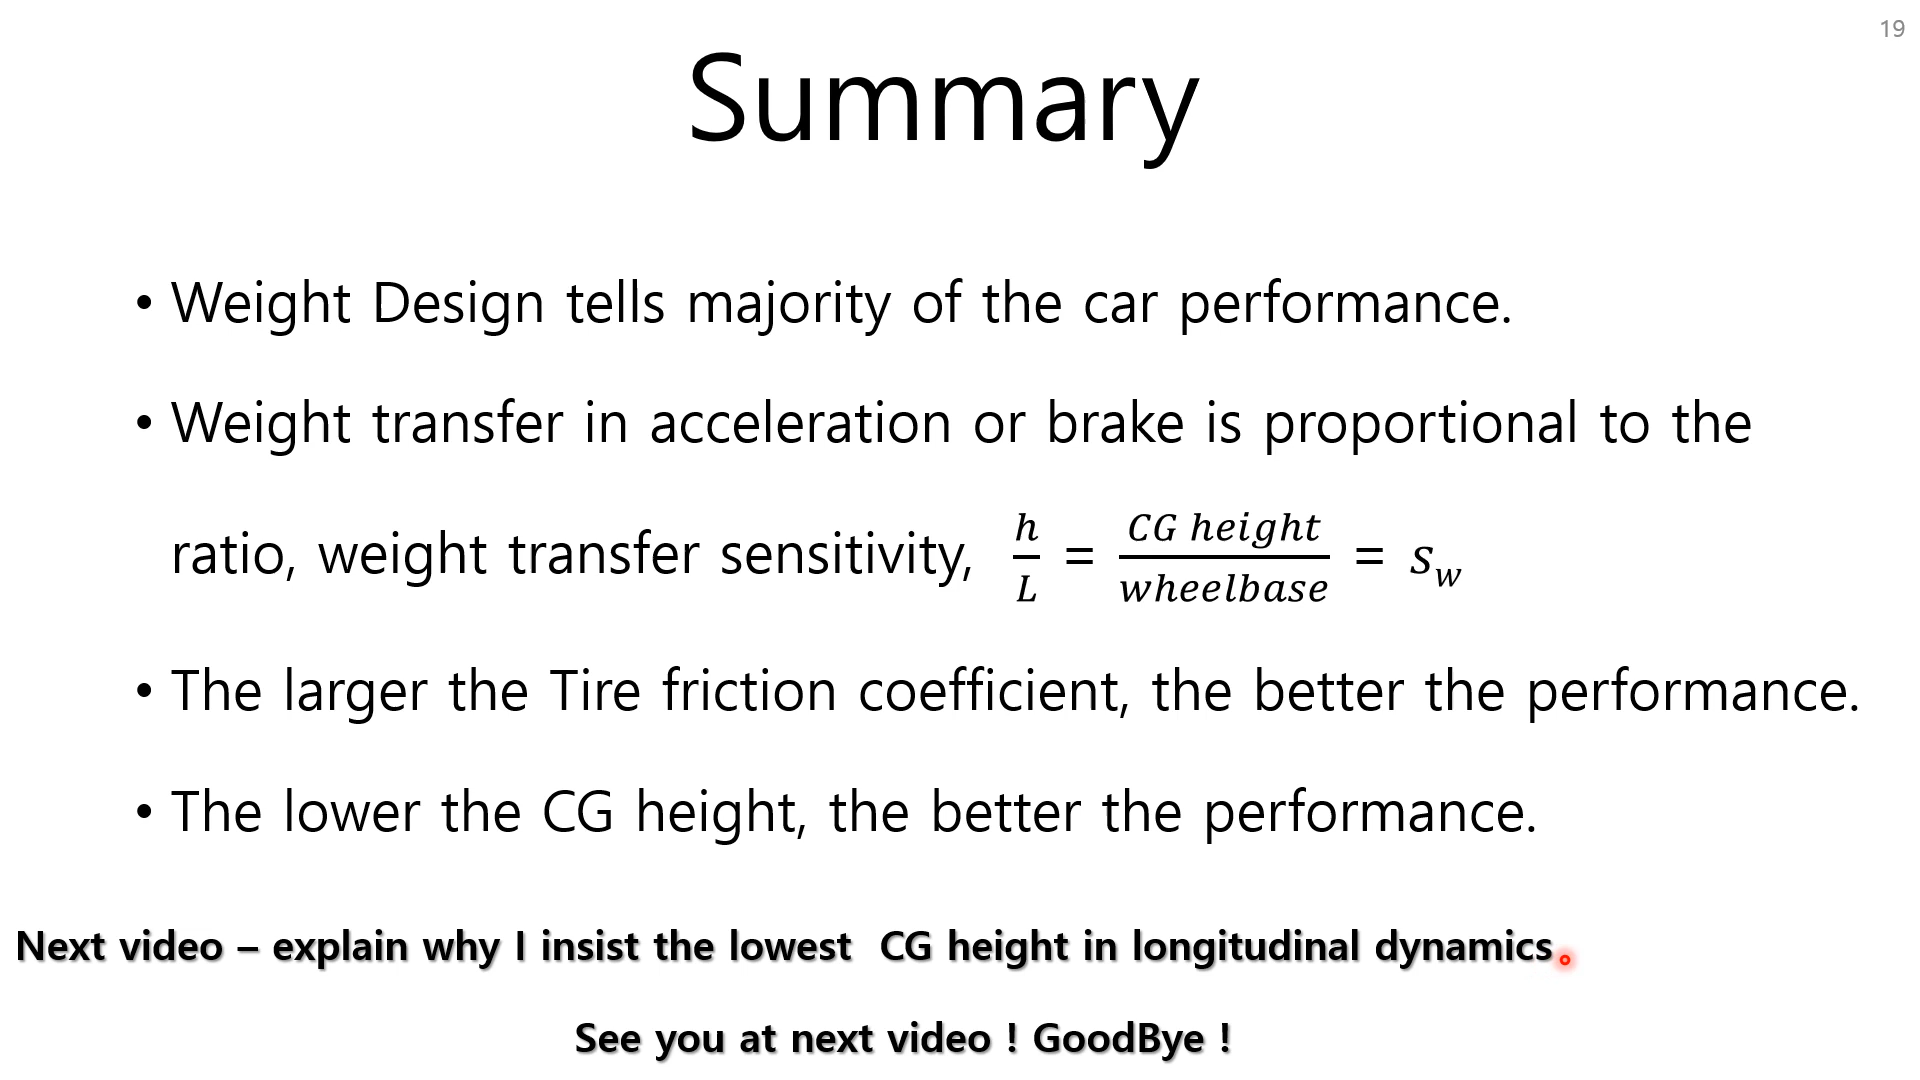 19
Summary
• Weight Design tells majority of the car performance.
• Weight transfer in acceleration or brake is proportional to the
ratio, weight transfer sensitivity, h/L = CG height/wheelbase = s_w
• The larger the Tire friction coefficient, the better the performance.
• The lower the CG height, the better the performance.
Next video – explain why I insist the lowest CG height in longitudinal dynamics
See you at next video ! GoodBye !